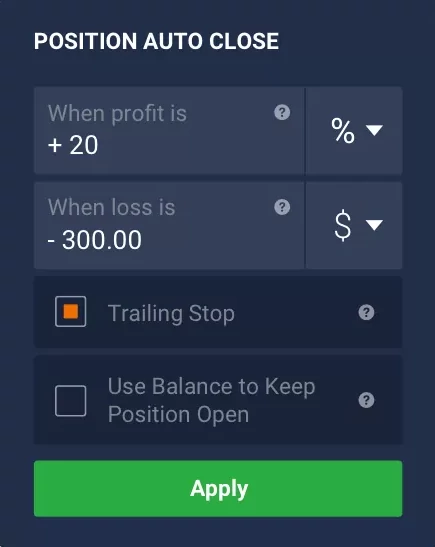 POSITION AUTO CLOSE
When profit is ?
+ 20 %
When loss is ?
- 300.00 $
Trailing Stop ?
Use Balance to Keep ?
Position Open
Apply